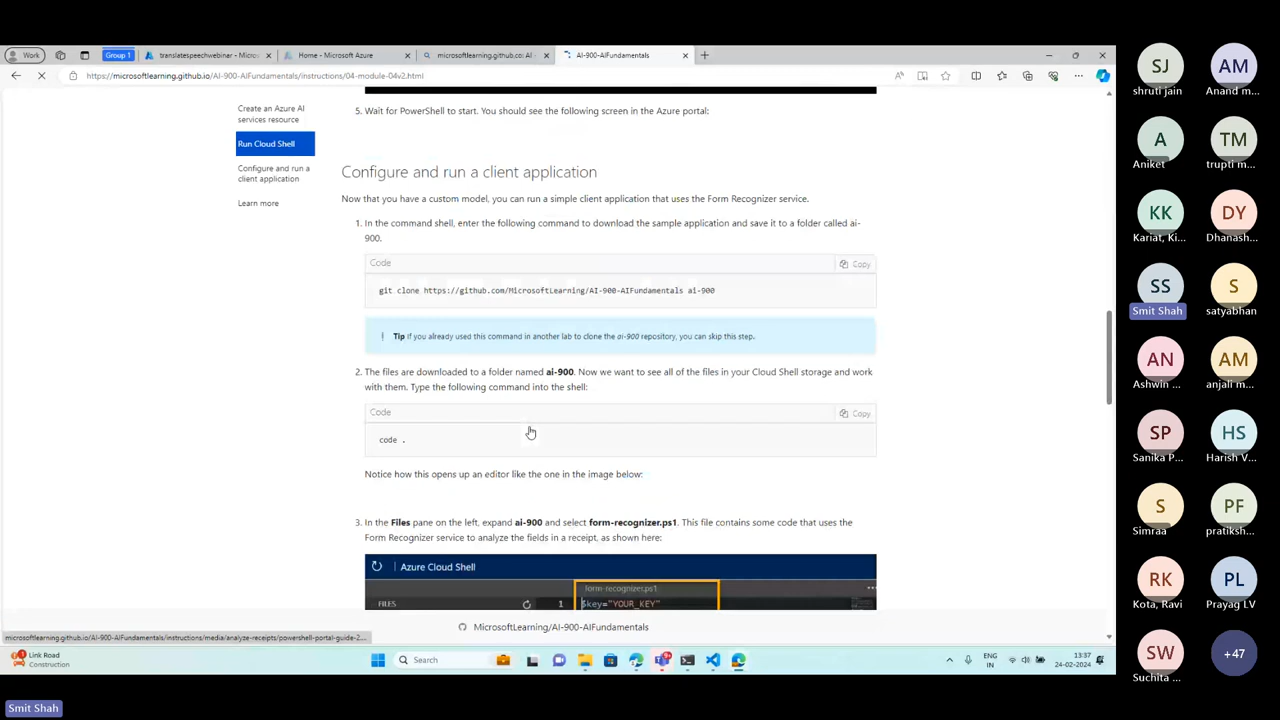 Work
Group 1
translatespeechwebinar - Micros
Home - Microsoft Azure
microsoftlearning.github.co: AI -
AI-900-AIFundamentals
https://microsoftlearning.github.io/AI-900-AIFundamentals/instructions/04-module-04v2.html
Create an Azure AI
services resource
Run Cloud Shell
Configure and run a
client application
Learn more
5. Wait for PowerShell to start. You should see the following screen in the Azure portal:
Configure and run a client application
Now that you have a custom model, you can run a simple client application that uses the Form Recognizer service.
1. In the command shell, enter the following command to download the sample application and save it to a folder called ai-
900.
Code
Copy
git clone https://github.com/MicrosoftLearning/AI-900-AIFundamentals ai-900
! Tip If you already used this command in another lab to clone the ai-900 repository, you can skip this step.
2. The files are downloaded to a folder named ai-900. Now we want to see all of the files in your Cloud Shell storage and work
with them. Type the following command into the shell:
Code
Copy
code .
Notice how this opens up an editor like the one in the image below:
3. In the Files pane on the left, expand ai-900 and select form-recognizer.ps1. This file contains some code that uses the
Form Recognizer service to analyze the fields in a receipt, as shown here:
Azure Cloud Shell
form-recognizer.ps1
FILES
1 $key="YOUR_KEY"
MicrosoftLearning/AI-900-AIFundamentals
microsoftlearning.github.io/AI-900-AIFundamentals/instructions/media/analyze-receipts/powershell-portal-guide-2...
Link Road
Construction
Search
ENG
IN
13:37
24-02-2024
SJ
shruti jain
AM
Anand m...
A
Aniket
TM
trupti m...
KK
Kariat, Ki...
DY
Dhanash...
SS
Smit Shah
S
satyabhan
AN
Ashwin ...
AM
anjali m...
SP
Sanika P...
HS
Harish V...
S
Simraa
PF
pratiksh...
RK
Kota, Ravi
PL
Prayag LV
SW
Suchita ...
+47
Smit Shah